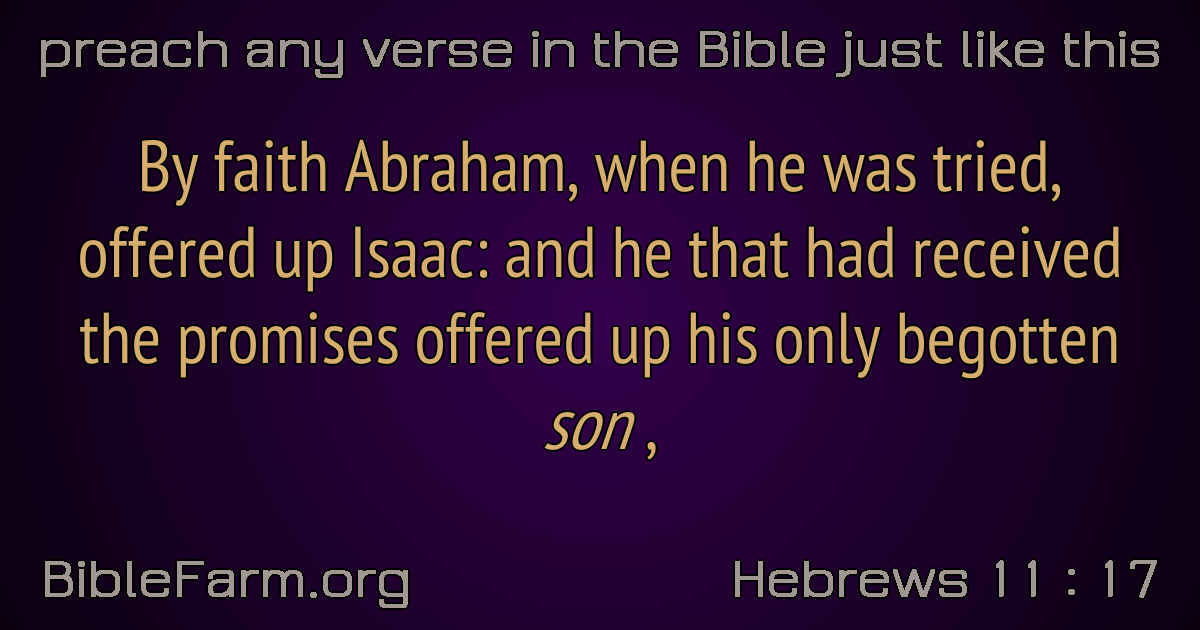 preach any verse in the Bible just like this
By faith Abraham, when he was tried,
offered up Isaac: and he that had received
the promises offered up his only begotten
son ,
BibleFarm.org
Hebrews 11 : 17